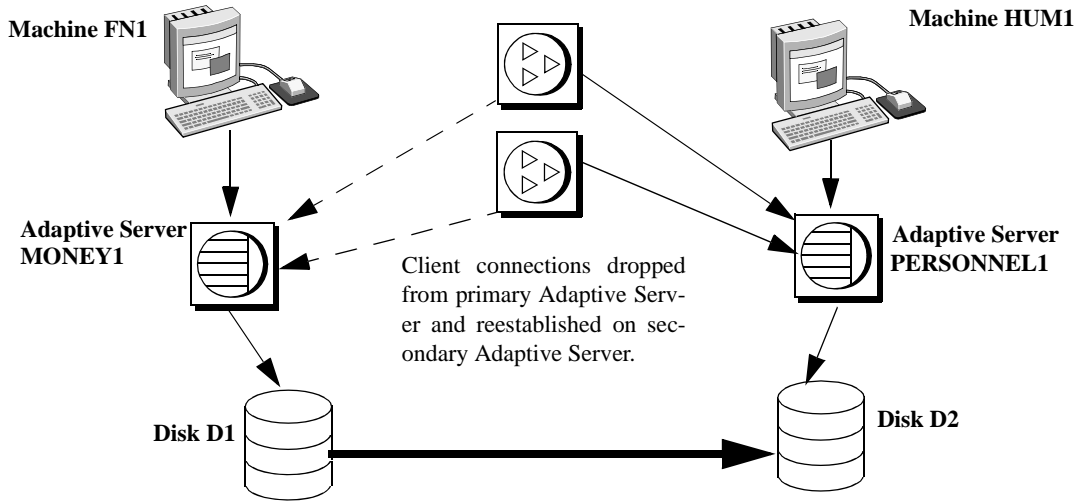 Machine FN1
Machine HUM1
Adaptive Server
MONEY1
Adaptive Server
PERSONNEL1
Client connections dropped
from primary Adaptive Serv-
er and reestablished on sec-
ondary Adaptive Server.
Disk D1
Disk D2